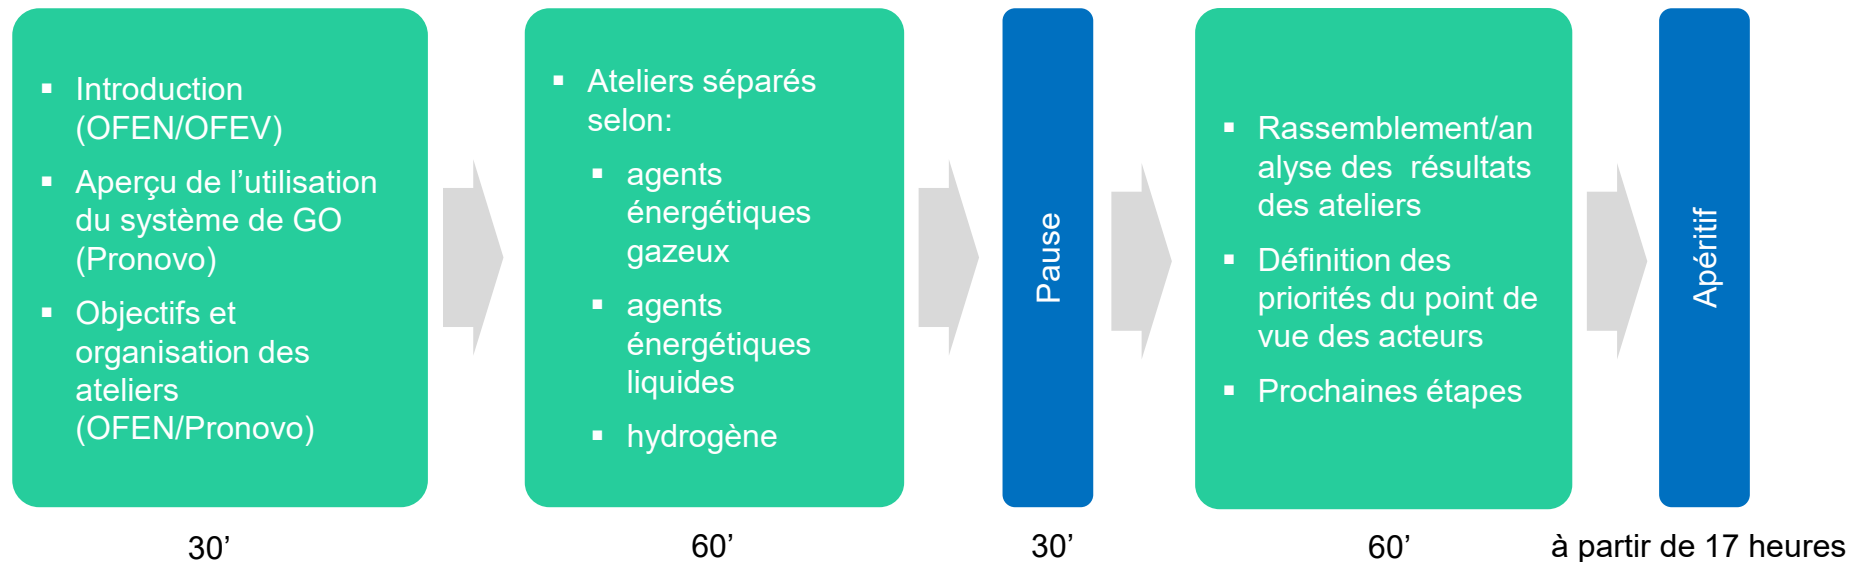 Introduction
(OFEN/OFEV)
Aperçu de l’utilisation
du système de GO
(Pronovo)
Objectifs et
organisation des
ateliers
(OFEN/Pronovo)
30’
Ateliers séparés
selon:
agents
énergétiques
gazeux
agents
énergétiques
liquides
hydrogène
60’
Pause
30’
Rassemblement/an
alyse des  résultats
des ateliers
Définition des
priorités du point de
vue des acteurs
Prochaines étapes
60’
Apéritif
à partir de 17 heures